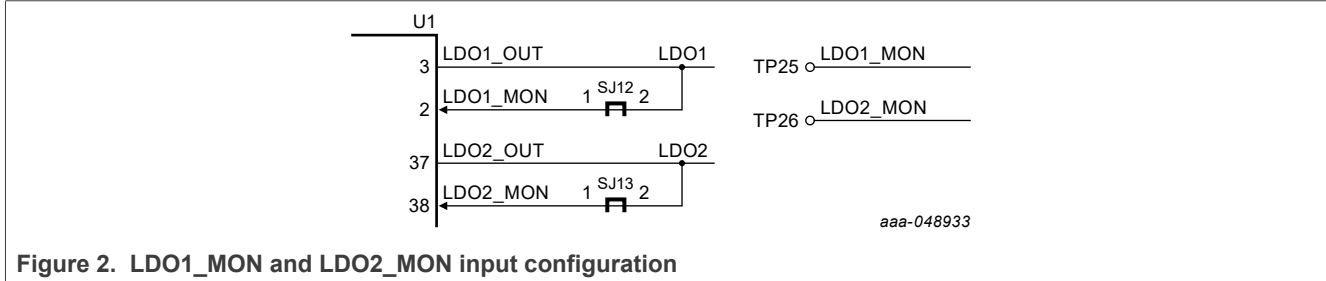 U1
3 LDO1_OUT LDO1
2 LDO1_MON 1 SJ12 2
37 LDO2_OUT LDO2
38 LDO2_MON 1 SJ13 2
TP25 LDO1_MON
TP26 LDO2_MON
aaa-048933
Figure 2. LDO1_MON and LDO2_MON input configuration